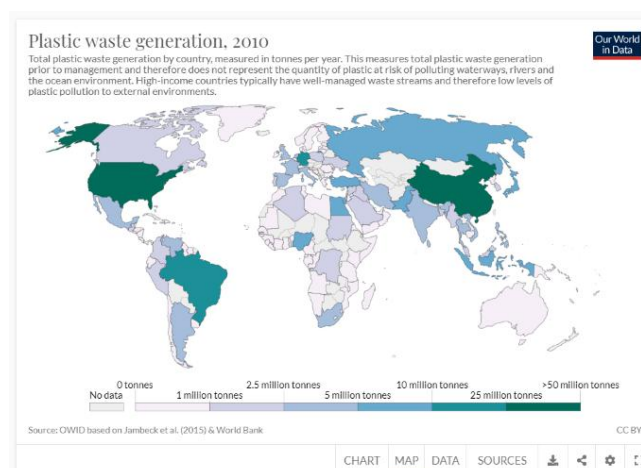 Plastic waste generation, 2010
Our World
in Data
Total plastic waste generation by country, measured in tonnes per year. This measures total plastic waste generation
prior to management and therefore does not represent the quantity of plastic at risk of polluting waterways, rivers and
the ocean environment. High-income countries typically have well-managed waste streams and therefore low levels of
plastic pollution to external environments.
0 tonnes 2.5 million tonnes 10 million tonnes >50 million tonnes
No data 1 million tonnes 5 million tonnes 25 million tonnes
Source: OWID based on Jambeck et al. (2015) & World Bank CC BY
CHART MAP DATA SOURCES